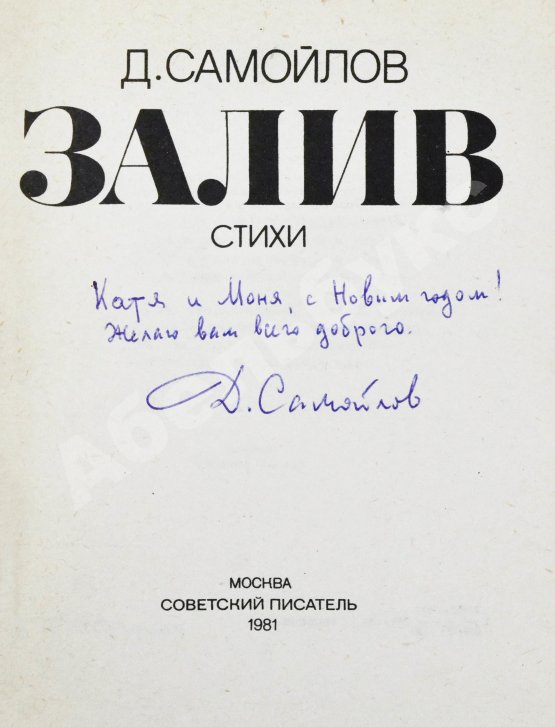 Д. САМОЙЛОВ
ЗАЛИВ
СТИХИ
Катя и Моня, с Новым годом!
Желаю вам всего доброго.
Д. Самойлов
МОСКВА
СОВЕТСКИЙ ПИСАТЕЛЬ
1981